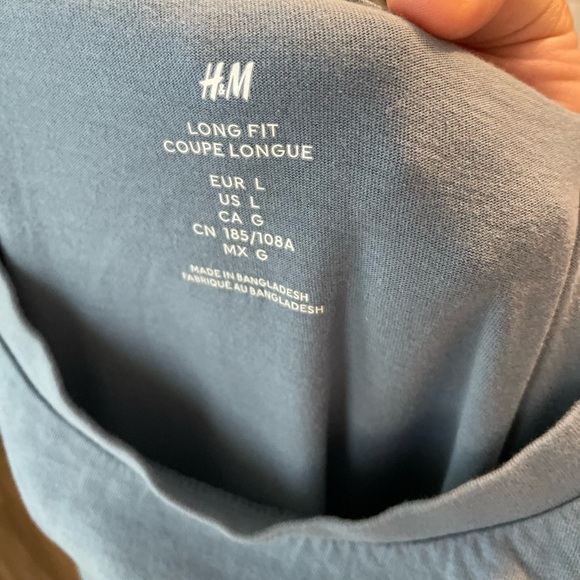 H&M
LONG FIT
COUPE LONGUE
EUR L
US L
CA G
CN 185/108A
MX G
MADE IN BANGLADESH
FABRIQUÉ AU BANGLADESH